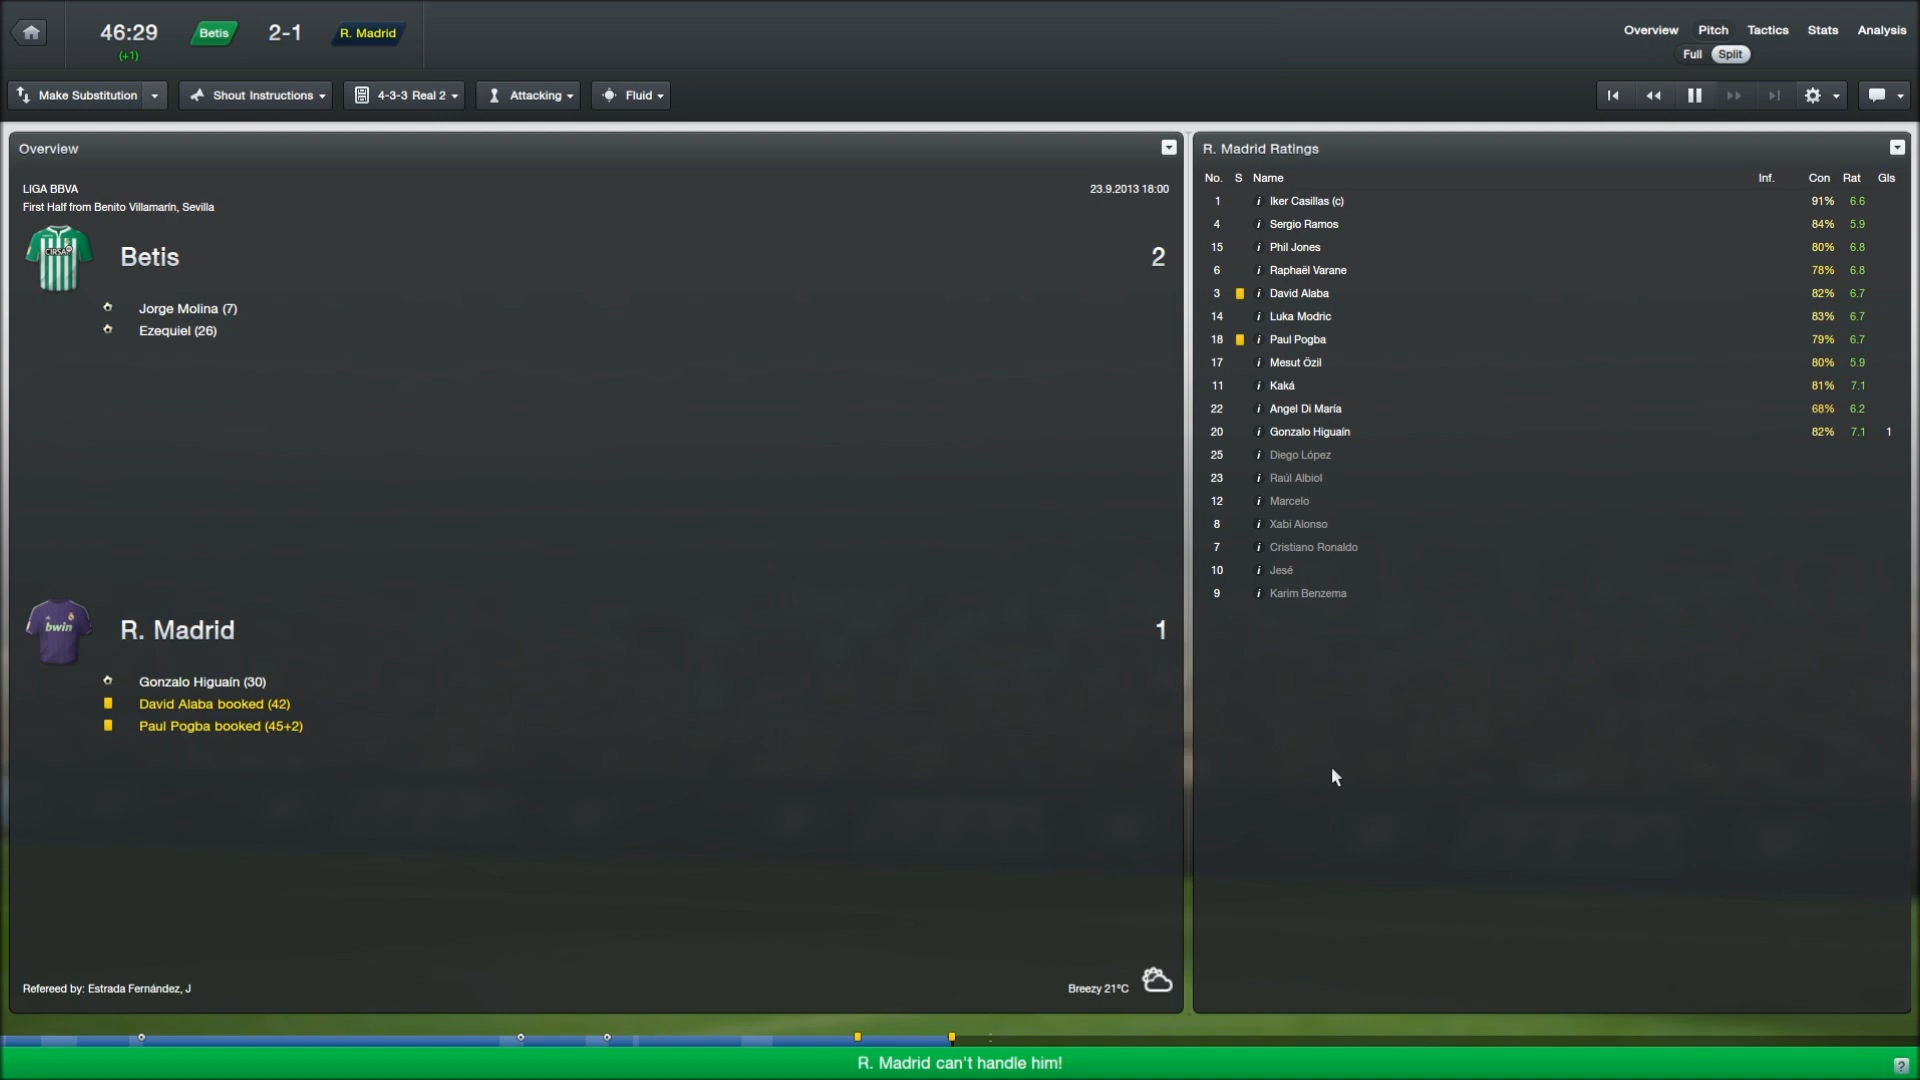 46:29
(+1)
Betis 2-1 R. Madrid
Overview Pitch Tactics Stats Analysis
Full Split
Make Substitution Shout Instructions 4-3-3 Real 2 Attacking Fluid
Overview
LIGA BBVA 23.9.2013 18:00
First Half from Benito Villamarín, Sevilla
CIRSA
Betis 2
Jorge Molina (7)
Ezequiel (26)
bwin
R. Madrid 1
Gonzalo Higuaín (30)
David Alaba booked (42)
Paul Pogba booked (45+2)
Refereed by: Estrada Fernández, J Breezy 21°C
R. Madrid Ratings
No. S Name Inf. Con Rat Gls
1 i Iker Casillas (c) 91% 6.6
4 i Sergio Ramos 84% 5.9
15 i Phil Jones 80% 6.8
6 i Raphaël Varane 78% 6.8
3 i David Alaba 82% 6.7
14 i Luka Modric 83% 6.7
18 i Paul Pogba 79% 6.7
17 i Mesut Özil 80% 5.9
11 i Kaká 81% 7.1
22 i Angel Di María 68% 6.2
20 i Gonzalo Higuaín 82% 7.1 1
25 i Diego López
23 i Raúl Albiol
12 i Marcelo
8 i Xabi Alonso
7 i Cristiano Ronaldo
10 i Jesé
9 i Karim Benzema
R. Madrid can't handle him!
?